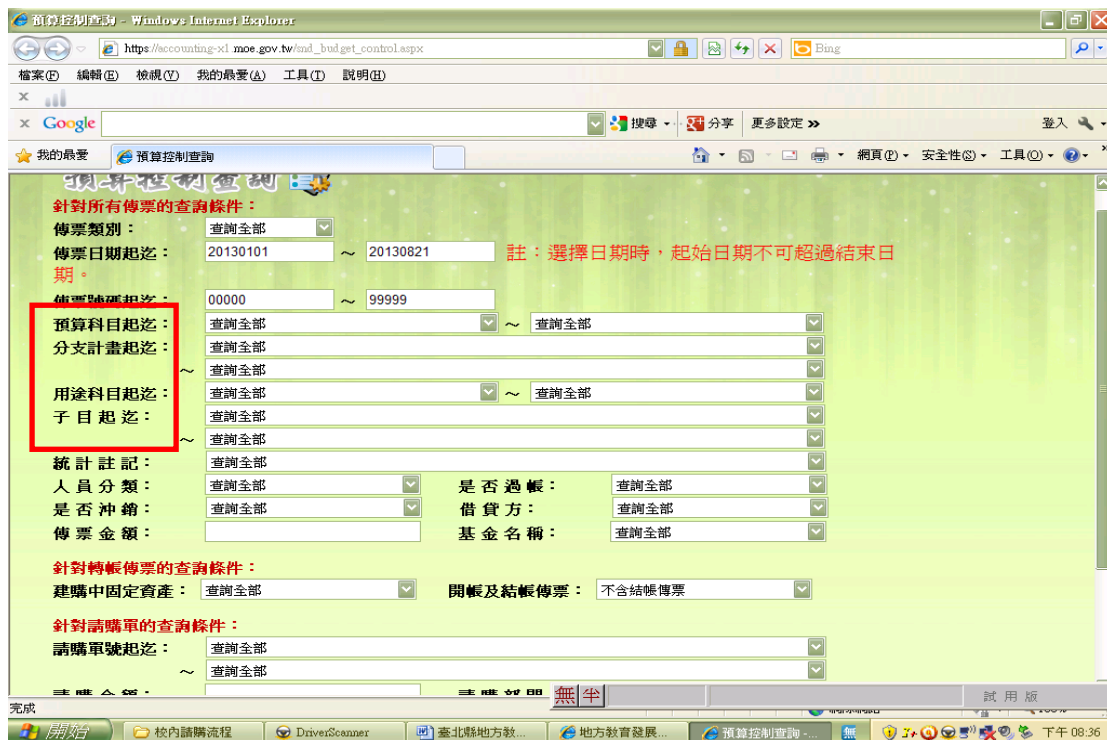 預算控制查詢 - Windows Internet Explorer
https://accounting-x1.moe.gov.tw/snd_budget_control.aspx
Bing
檔案(F) 編輯(E) 檢視(V) 我的最愛(A) 工具(T) 說明(H)
x
x Google 搜尋 分享 更多設定 » 登入
我的最愛 預算控制查詢 網頁(P) 安全性(S) 工具(O) »
預算控制查詢
針對所有傳票的查詢條件：
傳票類別： 查詢全部
傳票日期起迄： 20130101 ～ 20130821 註：選擇日期時，起始日期不可超過結束日
期。
傳票號碼起迄： 00000 ～ 99999
預算科目起迄： 查詢全部 ～ 查詢全部
分支計畫起迄： 查詢全部
～ 查詢全部
用途科目起迄： 查詢全部 ～ 查詢全部
子目起迄： 查詢全部
～ 查詢全部
統計註記： 查詢全部
人員分類： 查詢全部 是否過帳： 查詢全部
是否沖銷： 查詢全部 借貸方： 查詢全部
傳票金額： 基金名稱： 查詢全部
針對轉帳傳票的查詢條件：
建購中固定資產： 查詢全部 開帳及結帳傳票： 不含結帳傳票
針對請購單的查詢條件：
請購單號起迄： 查詢全部
～ 查詢全部
請購金額： 請購部門 無 半 試用版
完成
開始 校內請購流程 DriverScanner 臺北縣地方教... 地方教育發展... 預算控制查詢 -... 無 下午 08:36